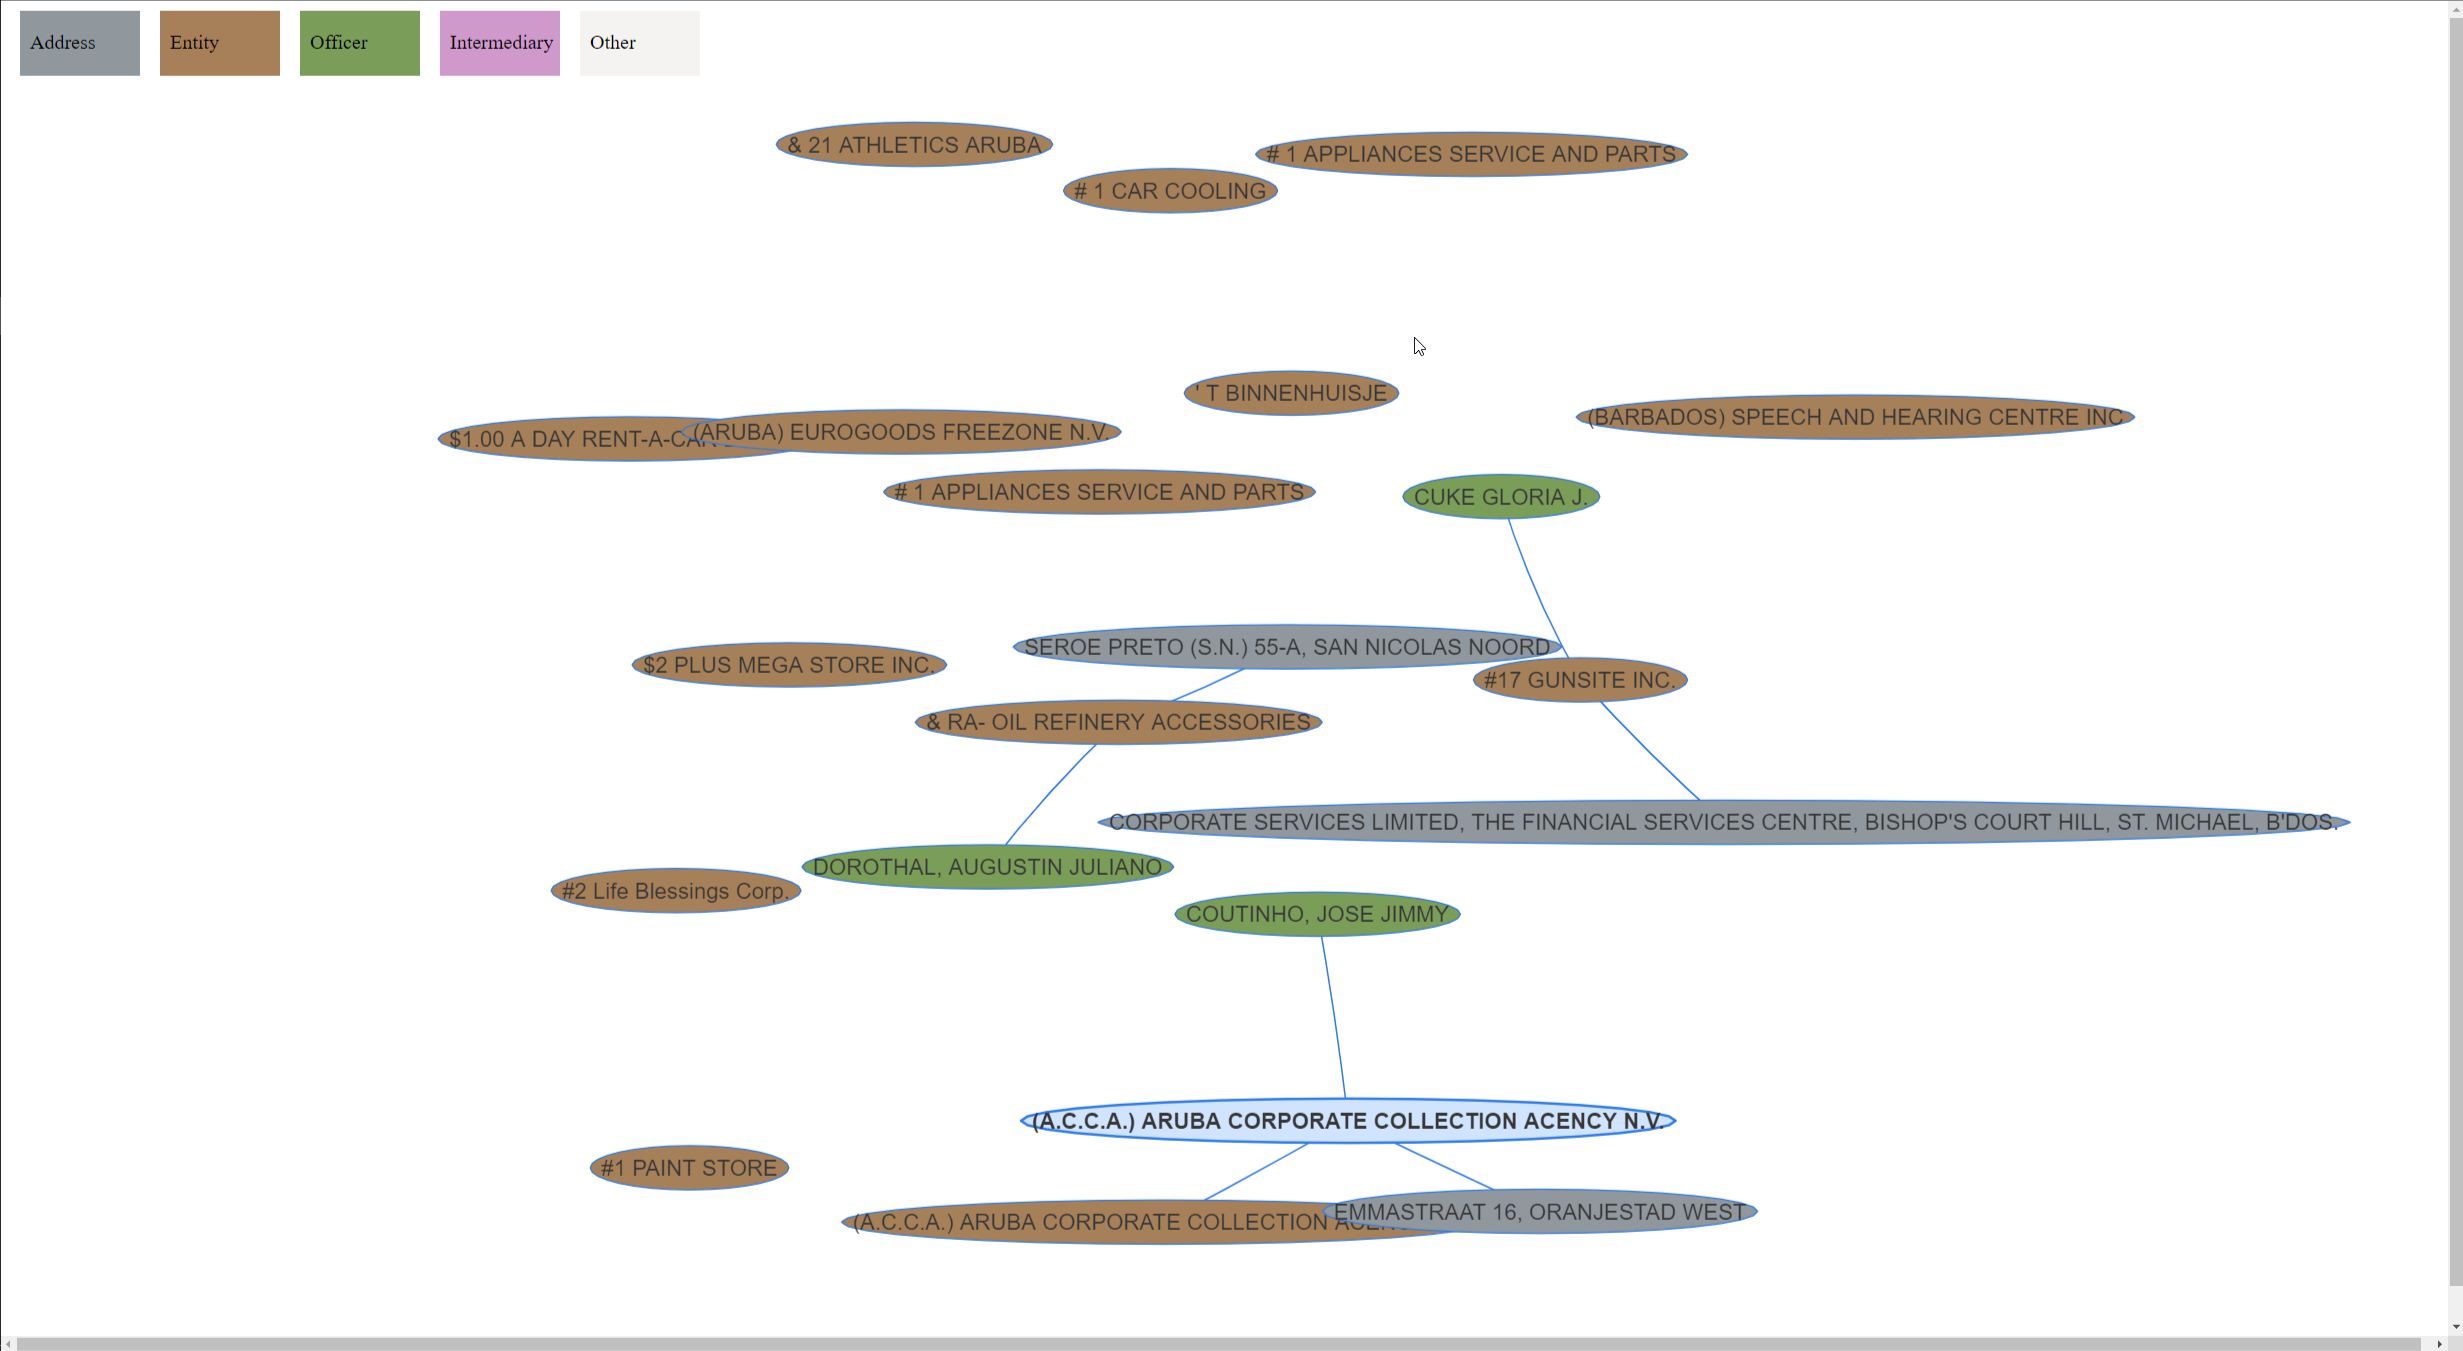 Address
Entity
Officer
Intermediary
Other
& 21 ATHLETICS ARUBA
# 1 APPLIANCES SERVICE AND PARTS
# 1 CAR COOLING
' T BINNENHUISJE
(BARBADOS) SPEECH AND HEARING CENTRE INC
$1.00 A DAY RENT-A-CAR
(ARUBA) EUROGOODS FREEZONE N.V.
# 1 APPLIANCES SERVICE AND PARTS
CUKE GLORIA J.
SEROE PRETO (S.N.) 55-A, SAN NICOLAS NOORD
$2 PLUS MEGA STORE INC.
#17 GUNSITE INC.
& RA- OIL REFINERY ACCESSORIES
CORPORATE SERVICES LIMITED, THE FINANCIAL SERVICES CENTRE, BISHOP'S COURT HILL, ST. MICHAEL, B'DOS.
DOROTHAL, AUGUSTIN JULIANO
#2 Life Blessings Corp.
COUTINHO, JOSE JIMMY
(A.C.C.A.) ARUBA CORPORATE COLLECTION ACENCY N.V.
#1 PAINT STORE
(A.C.C.A.) ARUBA CORPORATE COLLECTION
EMMASTRAAT 16, ORANJESTAD WEST